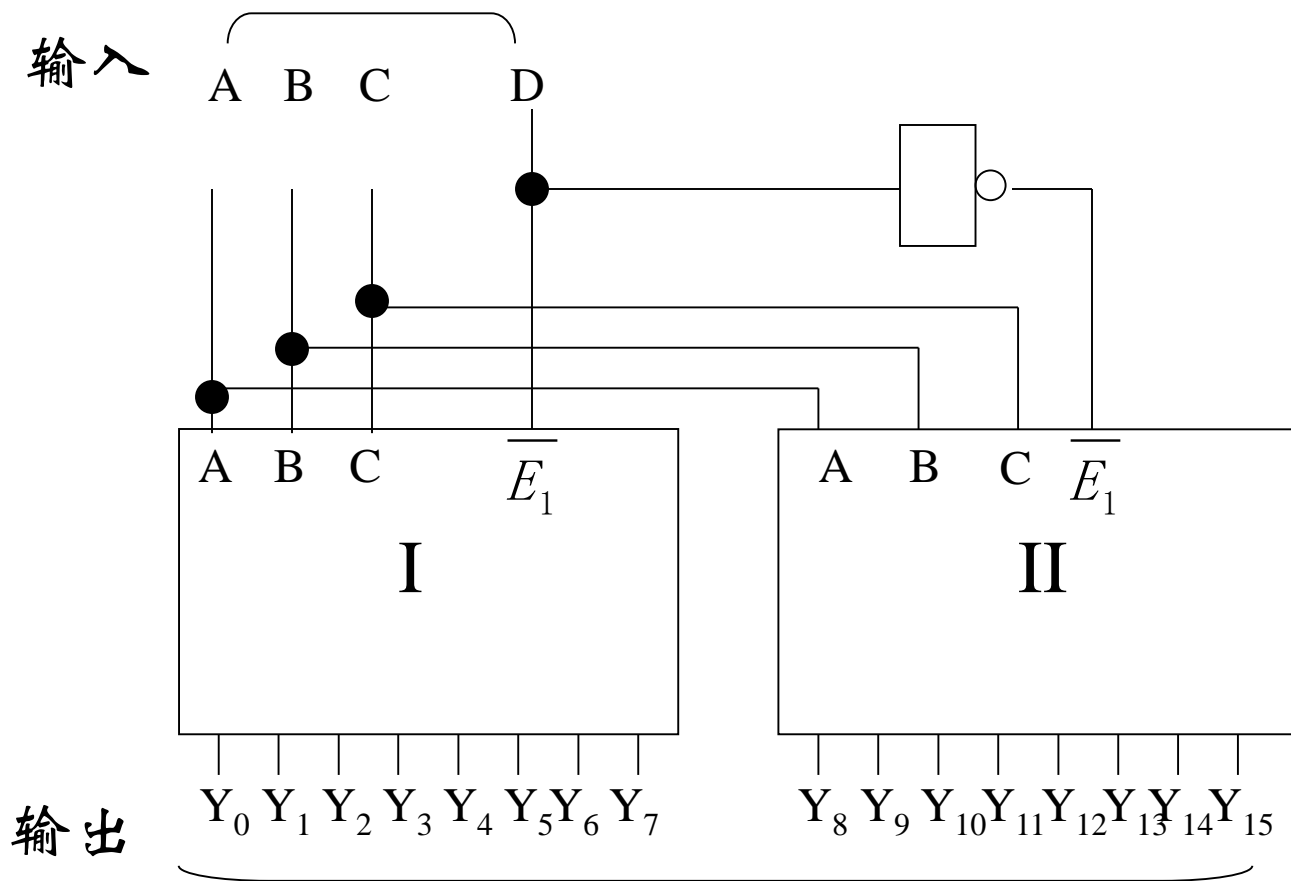 输入
A B C D
A B C E̅₁ A B C E̅₁
I II
Y₀ Y₁ Y₂ Y₃ Y₄ Y₅ Y₆ Y₇ Y₈ Y₉ Y₁₀ Y₁₁ Y₁₂ Y₁₃ Y₁₄ Y₁₅
输出